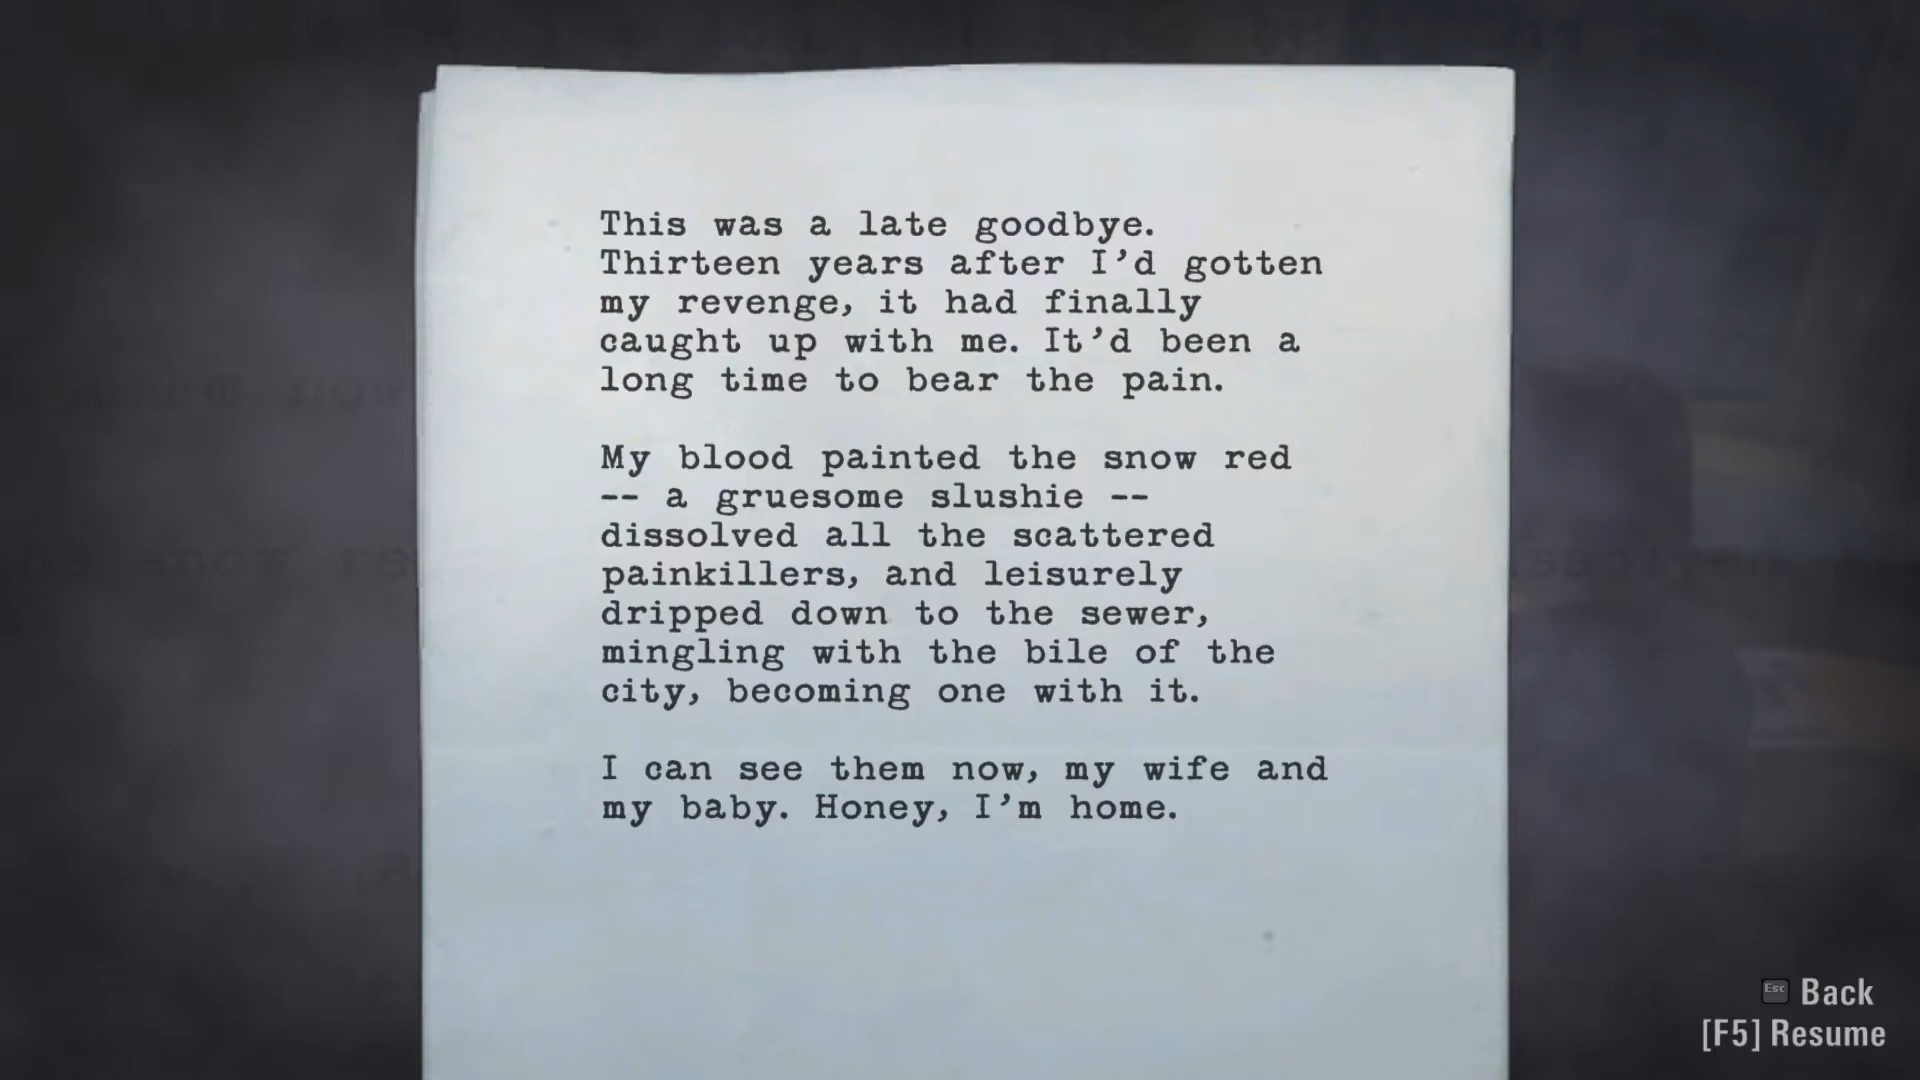 This was a late goodbye.
Thirteen years after I’d gotten
my revenge, it had finally
caught up with me. It’d been a
long time to bear the pain.
My blood painted the snow red
-- a gruesome slushie --
dissolved all the scattered
painkillers, and leisurely
dripped down to the sewer,
mingling with the bile of the
city, becoming one with it.
I can see them now, my wife and
my baby. Honey, I’m home.
Esc Back
[F5] Resume